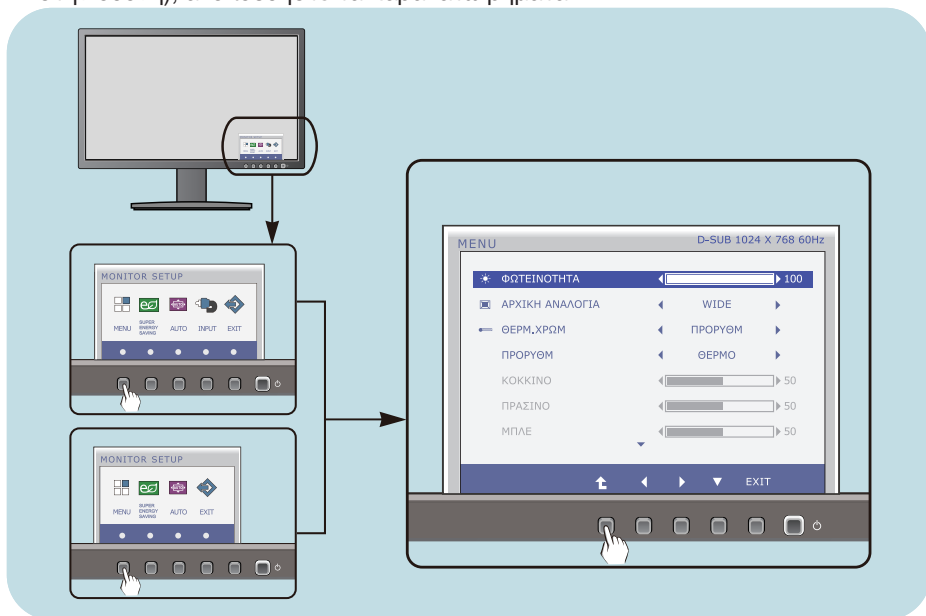 MONITOR SETUP
MENU
SUPER
ENERGY
SAVING
AUTO
INPUT
EXIT
MONITOR SETUP
MENU
SUPER
ENERGY
SAVING
AUTO
EXIT
MENU
D-SUB 1024 X 768 60Hz
ΦΩΤΕΙΝΟΤΗΤΑ 100
ΑΡΧΙΚΗ ΑΝΑΛΟΓΙΑ WIDE
ΘΕΡΜ.ΧΡΩΜ ΠΡΟΡΥΘΜ
ΠΡΟΡΥΘΜ ΘΕΡΜΟ
ΚΟΚΚΙΝΟ 50
ΠΡΑΣΙΝΟ 50
ΜΠΛΕ 50
EXIT